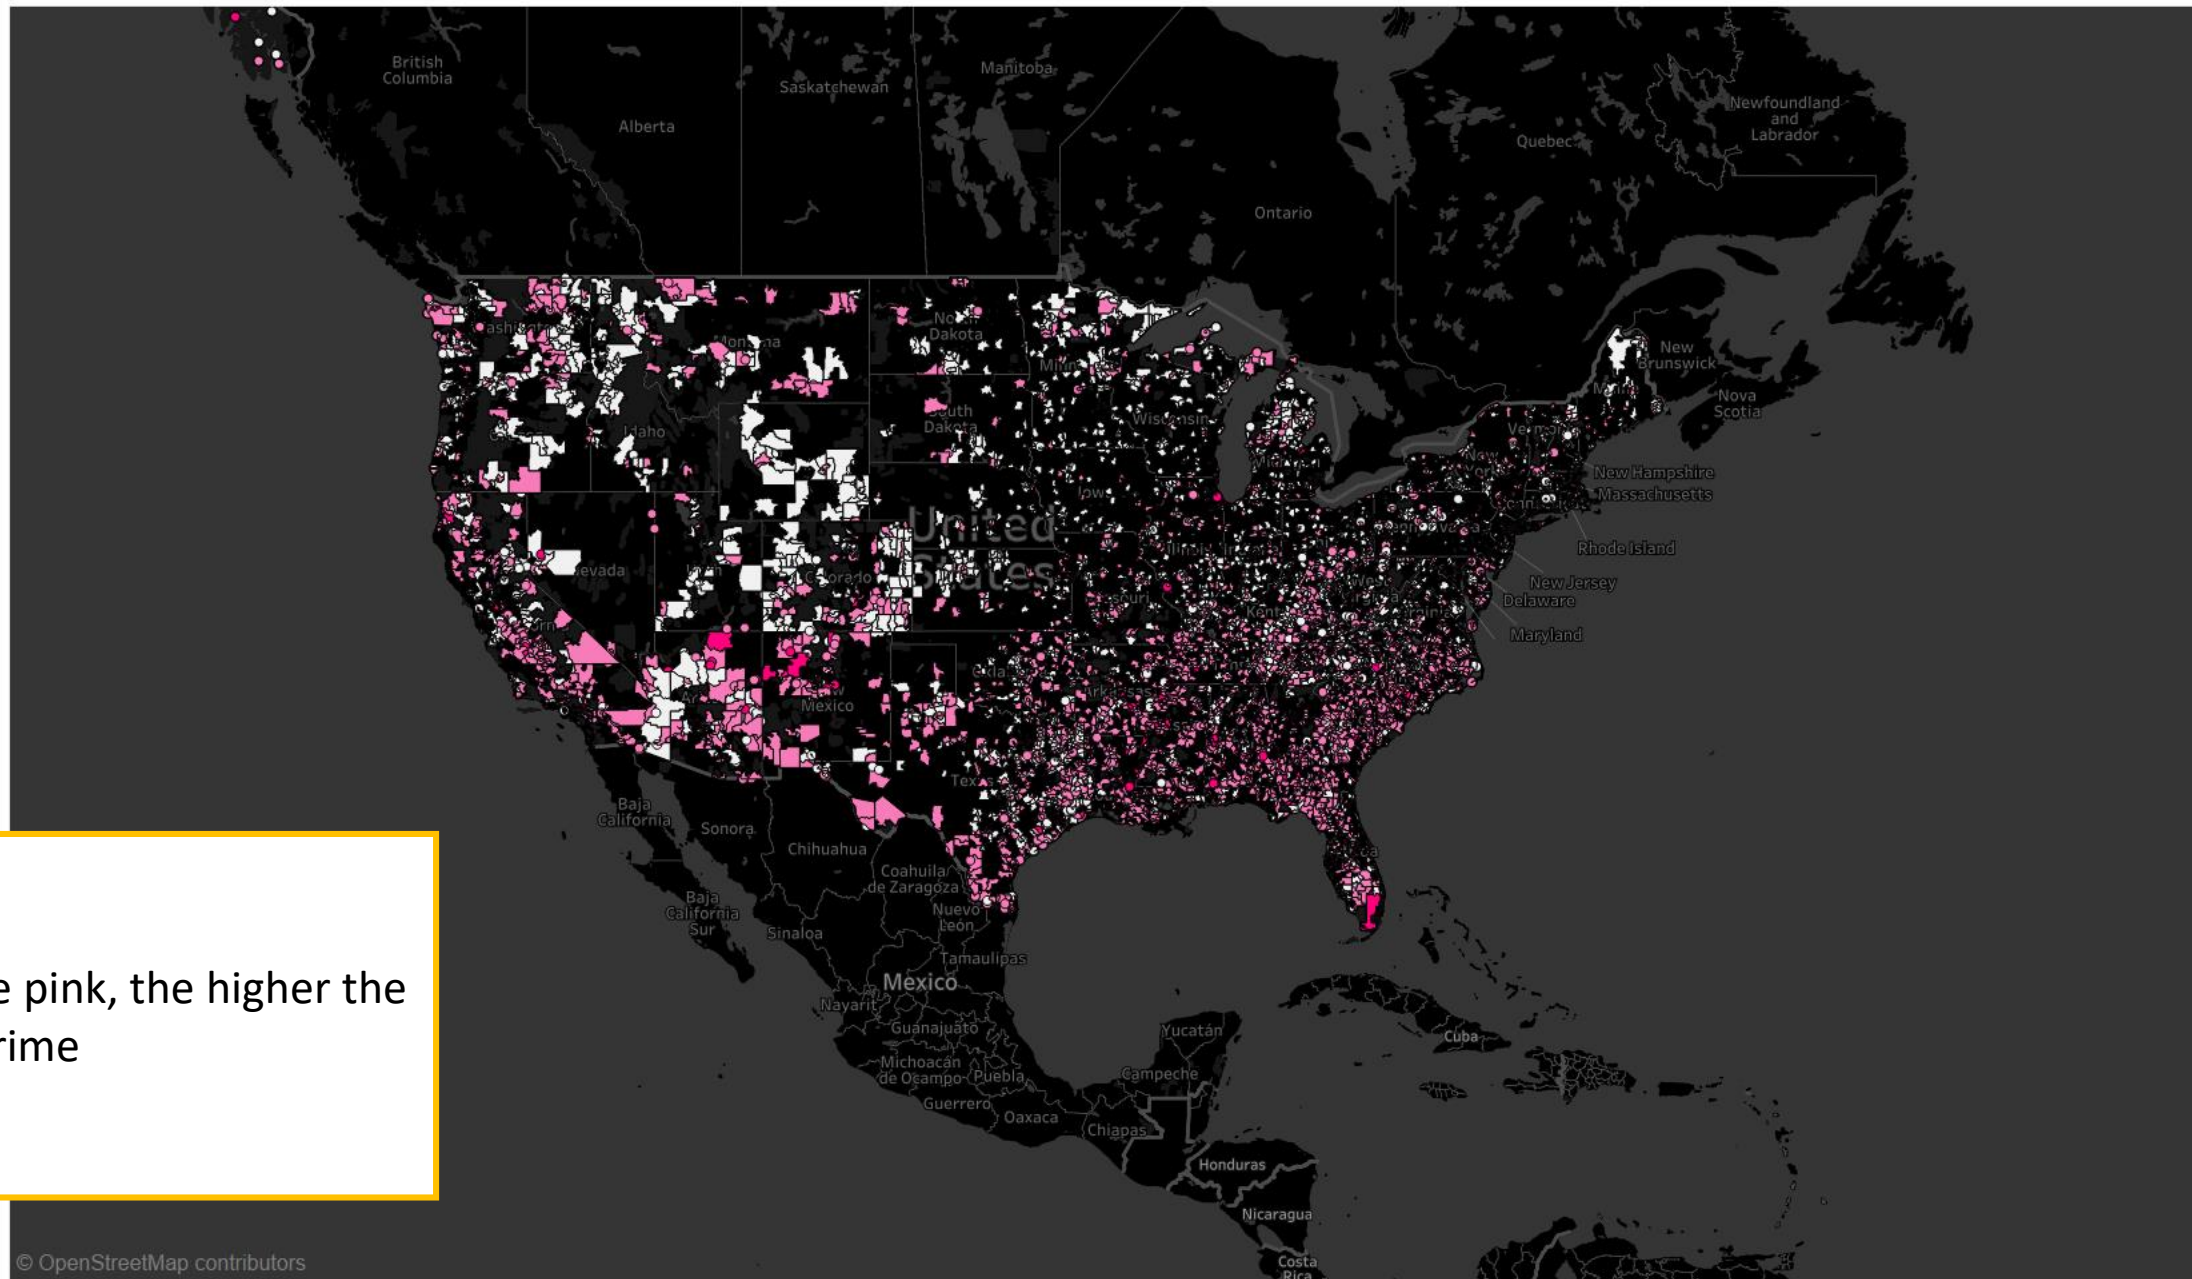 British
Columbia
Alberta
Saskatchewan
Manitoba
Ontario
Quebec
Newfoundland
and
Labrador
New
Brunswick
Nova
Scotia
North
Dakota
South
Dakota
Wisconsin
Idaho
United
States
Colorado
New Hampshire
Massachusetts
Rhode Island
New Jersey
Delaware
Maryland
Mexico
Texas
Baja
California
Sonora
Chihuahua
Coahuila
de Zaragoza
Baja
California
Sur
Sinaloa
Nuevo
León
Tamaulipas
México
Nayarit
Guanajuato
Michoacán
de Ocampo
Puebla
Guerrero
Oaxaca
Chiapas
Yucatán
Campeche
Cuba
Honduras
Nicaragua
Costa
Rica
e pink, the higher the
rime
© OpenStreetMap contributors